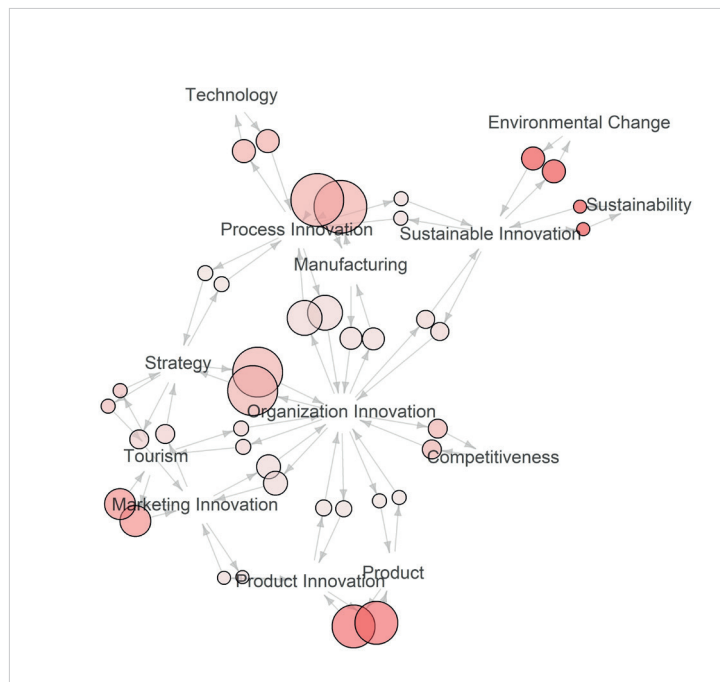 Technology
Environmental Change
Sustainability
Process Innovation
Sustainable Innovation
Manufacturing
Strategy
Organization Innovation
Tourism
Competitiveness
Marketing Innovation
Product
Product Innovation